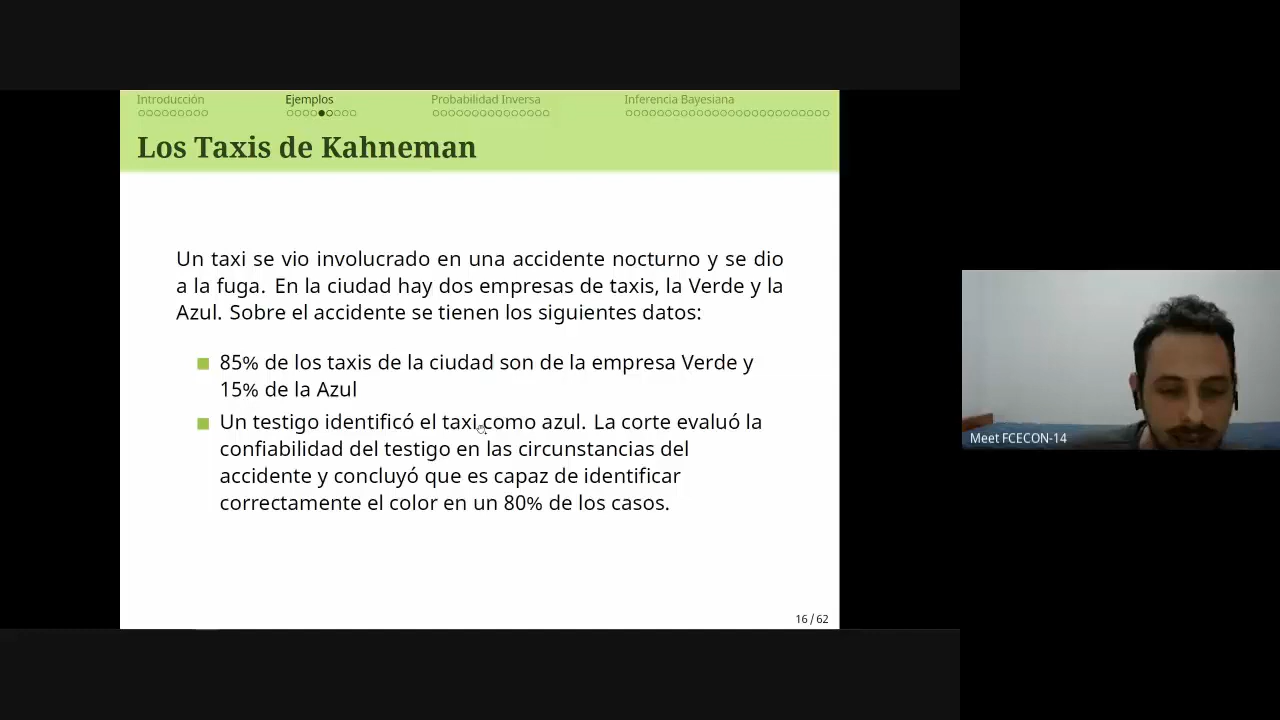 Introducción Ejemplos Probabilidad Inversa Inferencia Bayesiana
Los Taxis de Kahneman
Un taxi se vio involucrado en una accidente nocturno y se dio
a la fuga. En la ciudad hay dos empresas de taxis, la Verde y la
Azul. Sobre el accidente se tienen los siguientes datos:
85% de los taxis de la ciudad son de la empresa Verde y
15% de la Azul
Un testigo identificó el taxi como azul. La corte evaluó la
confiabilidad del testigo en las circunstancias del
accidente y concluyó que es capaz de identificar
correctamente el color en un 80% de los casos.
16 / 62
Meet FCECON-14